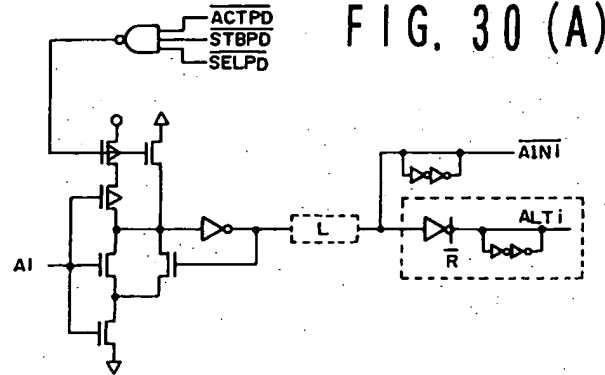 FIG. 30 (A)
ACTPD
STBPD
SELPD
AINi
L
ALTi
R
AI